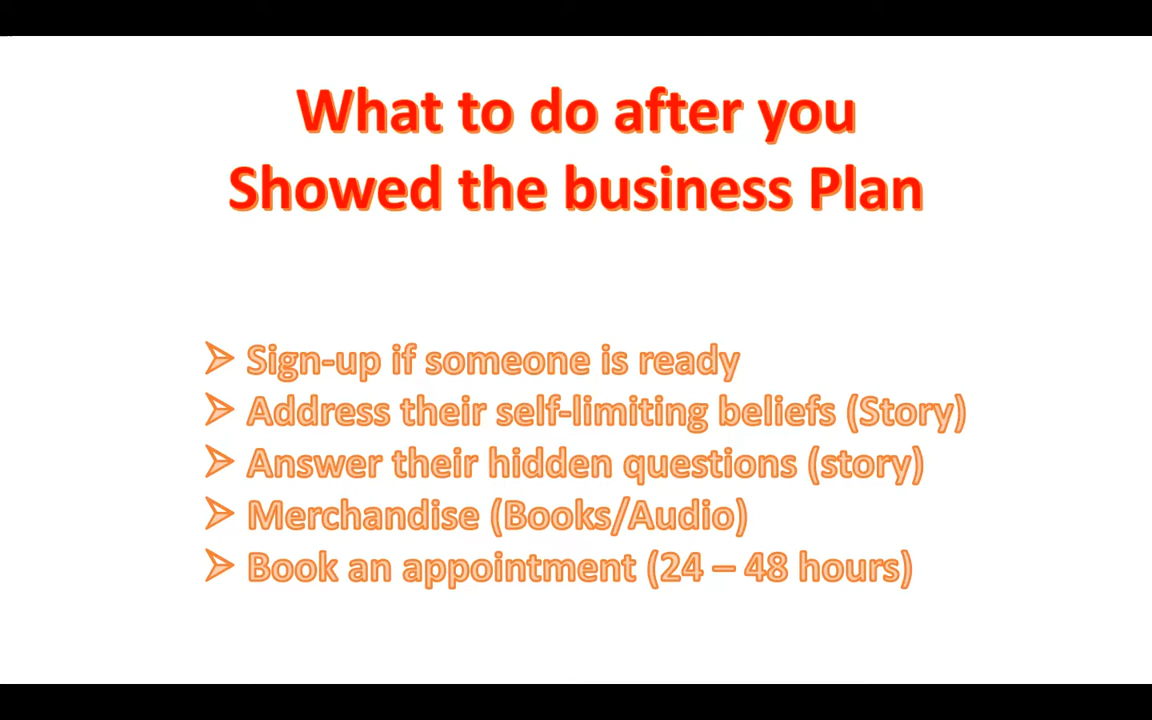 What to do after you
Showed the business Plan
Sign-up if someone is ready
Address their self-limiting beliefs (Story)
Answer their hidden questions (story)
Merchandise (Books/Audio)
Book an appointment (24 – 48 hours)